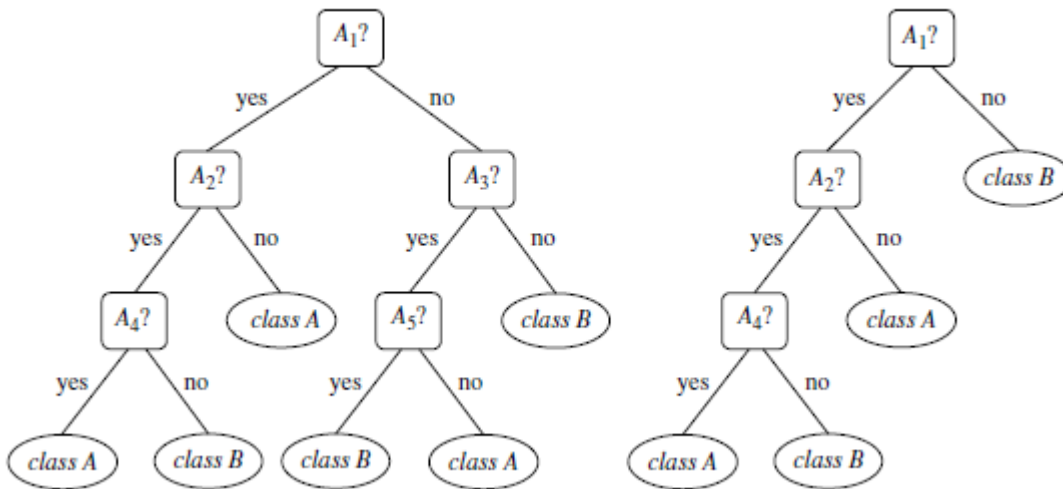 A₁? A₁?
yes no yes no
A₂? A₃? A₂? class B
yes no yes no yes no
A₄? class A A₅? class B A₄? class A
yes no yes no yes no
class A class B class B class A class A class B